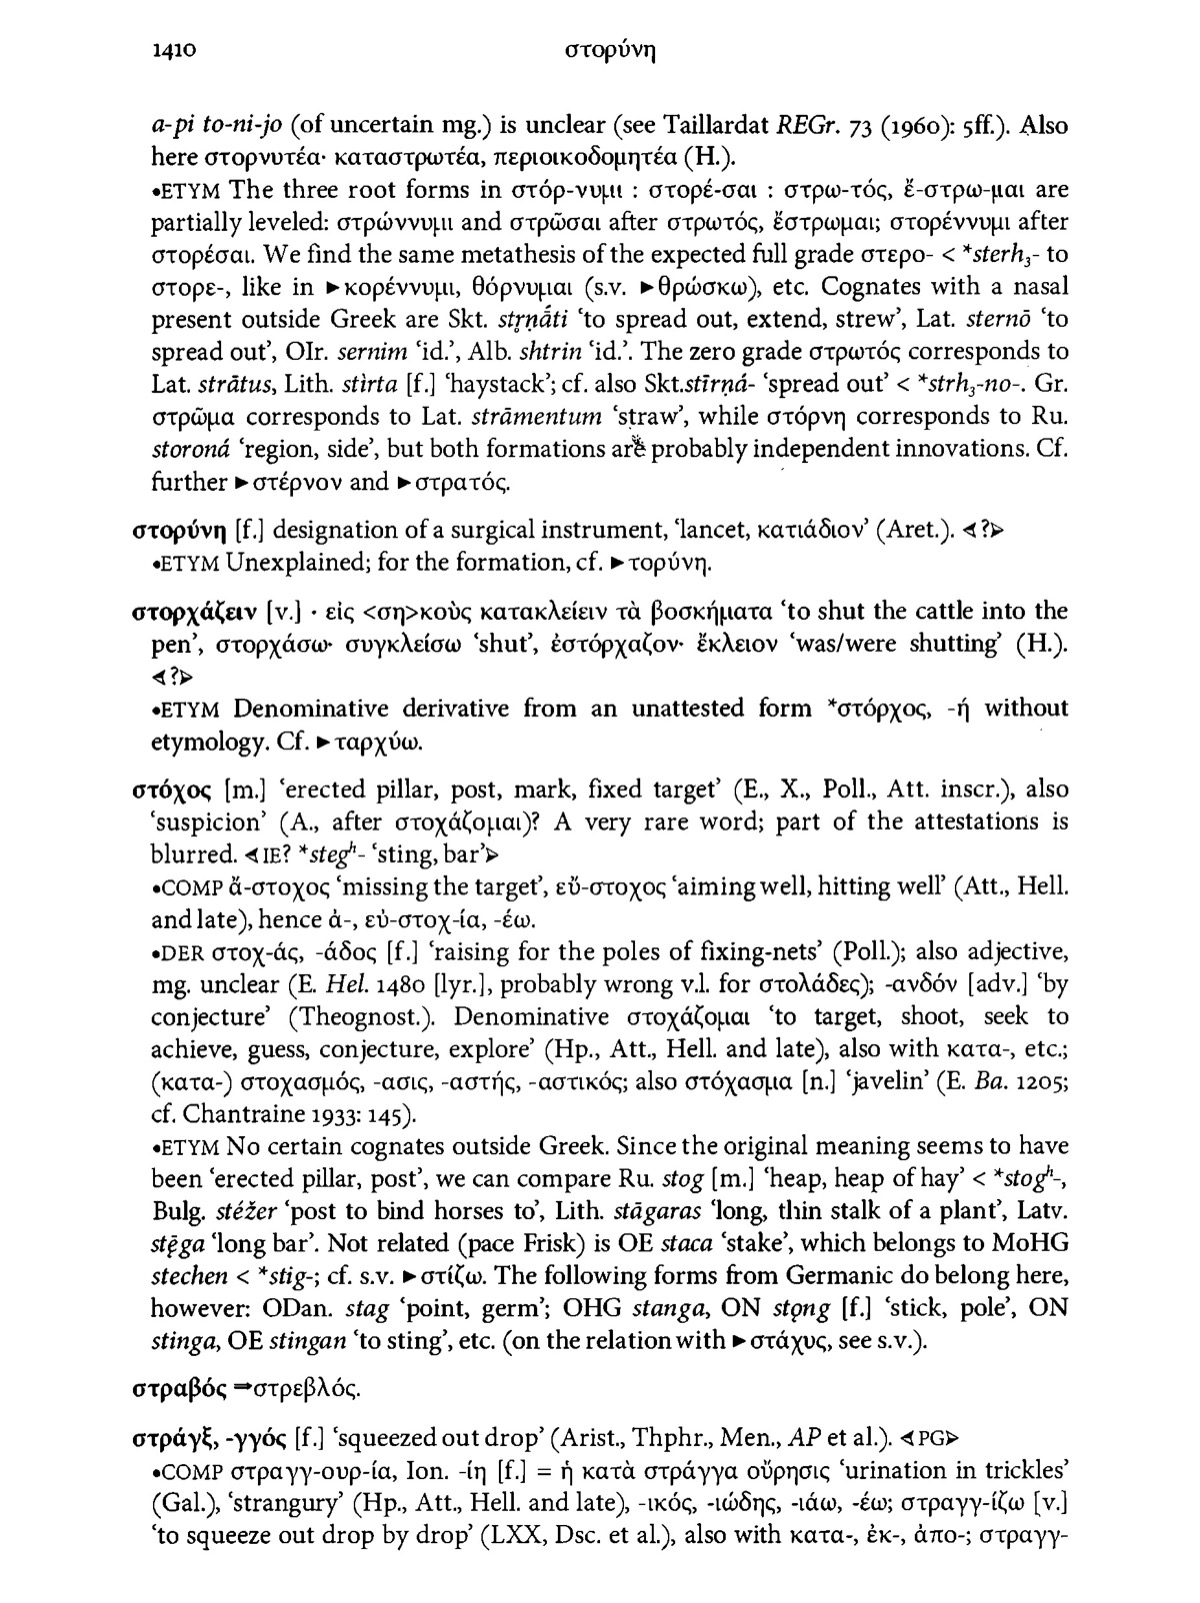 1410
στορύνη
a-pi to-ni-jo (of uncertain mg.) is unclear (see Taillardat REGr. 73 (1960): 5ff.). Also
here στορνυτέα· καταστρωτέα, περιοικοδομητέα (H.).
•ETYM The three root forms in στόρ-νυμι : στορέ-σαι : στρω-τός, ἔ-στρω-μαι are
partially leveled: στρώννυμι and στρῶσαι after στρωτός, ἔστρωμαι; στορέννυμι after
στορέσαι. We find the same metathesis of the expected full grade στερο- < *sterh₃- to
στορε-, like in ►κορέννυμι, θόρνυμαι (s.v. ►θρώσκω), etc. Cognates with a nasal
present outside Greek are Skt. str̥ṇā́ti ‘to spread out, extend, strew’, Lat. sternō ‘to
spread out’, OIr. sernim ‘id.’, Alb. shtrin ‘id.’. The zero grade στρωτός corresponds to
Lat. strātus, Lith. stìrta [f.] ‘haystack’; cf. also Skt.stīrṇá- ‘spread out’ < *strh₃-no-. Gr.
στρῶμα corresponds to Lat. strāmentum ‘straw’, while στόρνη corresponds to Ru.
storoná ‘region, side’, but both formations are probably independent innovations. Cf.
further ►στέρνον and ►στρατός.
στορύνη [f.] designation of a surgical instrument, ‘lancet, κατιάδιον’ (Aret.). ◄?►
•ETYM Unexplained; for the formation, cf. ►τορύνη.
στορχάζειν [v.] · εἰς <ση>κοὺς κατακλείειν τὰ βοσκήματα ‘to shut the cattle into the
pen’, στορχάσω· συγκλείσω ‘shut’, ἐστόρχαζον· ἔκλειον ‘was/were shutting’ (H.).
◄?►
•ETYM Denominative derivative from an unattested form *στόρχος, -ή without
etymology. Cf. ►ταρχύω.
στόχος [m.] ‘erected pillar, post, mark, fixed target’ (E., X., Poll., Att. inscr.), also
‘suspicion’ (A., after στοχάζομαι)? A very rare word; part of the attestations is
blurred. ◄IE? *stegʰ- ‘sting, bar’►
•COMP ἄ-στοχος ‘missing the target’, εὔ-στοχος ‘aiming well, hitting well’ (Att., Hell.
and late), hence ἀ-, εὐ-στοχ-ία, -έω.
•DER στοχ-άς, -άδος [f.] ‘raising for the poles of fixing-nets’ (Poll.); also adjective,
mg. unclear (E. Hel. 1480 [lyr.], probably wrong v.l. for στολάδες); -ανδόν [adv.] ‘by
conjecture’ (Theognost.). Denominative στοχάζομαι ‘to target, shoot, seek to
achieve, guess, conjecture, explore’ (Hp., Att., Hell. and late), also with κατα-, etc.;
(κατα-) στοχασμός, -ασις, -αστής, -αστικός; also στόχασμα [n.] ‘javelin’ (E. Ba. 1205;
cf. Chantraine 1933: 145).
•ETYM No certain cognates outside Greek. Since the original meaning seems to have
been ‘erected pillar, post’, we can compare Ru. stog [m.] ‘heap, heap of hay’ < *stogʰ-,
Bulg. stéžer ‘post to bind horses to’, Lith. stãgaras ‘long, thin stalk of a plant’, Latv.
stę̄ga ‘long bar’. Not related (pace Frisk) is OE staca ‘stake’, which belongs to MoHG
stechen < *stig-; cf. s.v. ►στίζω. The following forms from Germanic do belong here,
however: ODan. stag ‘point, germ’; OHG stanga, ON stǫng [f.] ‘stick, pole’, ON
stinga, OE stingan ‘to sting’, etc. (on the relation with ►στάχυς, see s.v.).
στραβός ⇒στρεβλός.
στράγξ, -γγός [f.] ‘squeezed out drop’ (Arist., Thphr., Men., AP et al.). ◄PG►
•COMP στραγγ-ουρ-ία, Ion. -ίη [f.] = ἡ κατὰ στράγγα οὔρησις ‘urination in trickles’
(Gal.), ‘strangury’ (Hp., Att., Hell. and late), -ικός, -ιώδης, -ιάω, -έω; στραγγ-ίζω [v.]
‘to squeeze out drop by drop’ (LXX, Dsc. et al.), also with κατα-, ἐκ-, ἀπο-; στραγγ-